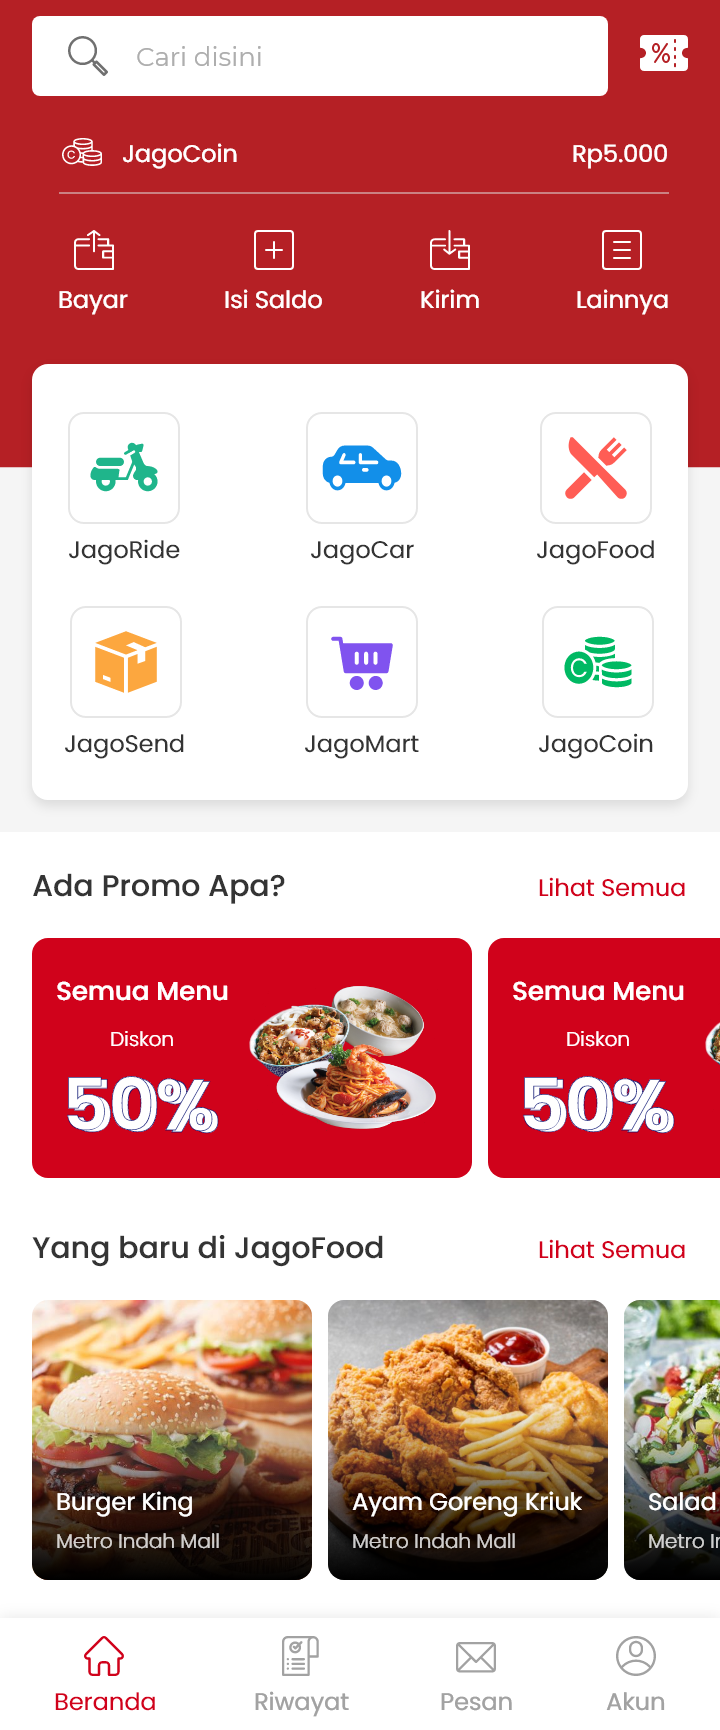 Cari disini
JagoCoin Rp5.000
Bayar Isi Saldo Kirim Lainnya
JagoRide JagoCar JagoFood
JagoSend JagoMart JagoCoin
Ada Promo Apa? Lihat Semua
Semua Menu
Diskon
50%
Semua Menu
Diskon
50%
Yang baru di JagoFood Lihat Semua
Burger King
Metro Indah Mall
Ayam Goreng Kriuk
Metro Indah Mall
Salad
Metro
Beranda Riwayat Pesan Akun